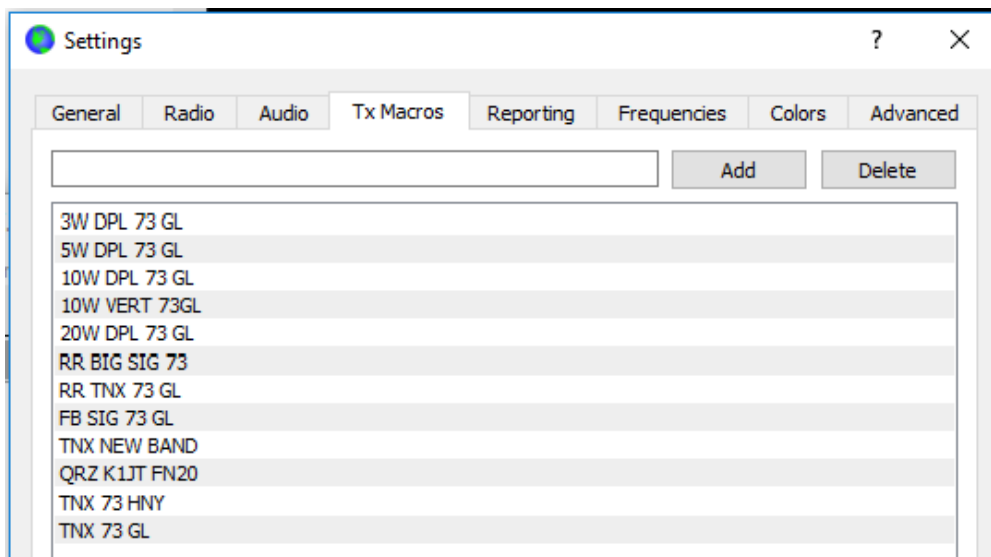 Settings ? ×
General Radio Audio Tx Macros Reporting Frequencies Colors Advanced
Add Delete
3W DPL 73 GL
5W DPL 73 GL
10W DPL 73 GL
10W VERT 73GL
20W DPL 73 GL
RR BIG SIG 73
RR TNX 73 GL
FB SIG 73 GL
TNX NEW BAND
QRZ K1JT FN20
TNX 73 HNY
TNX 73 GL